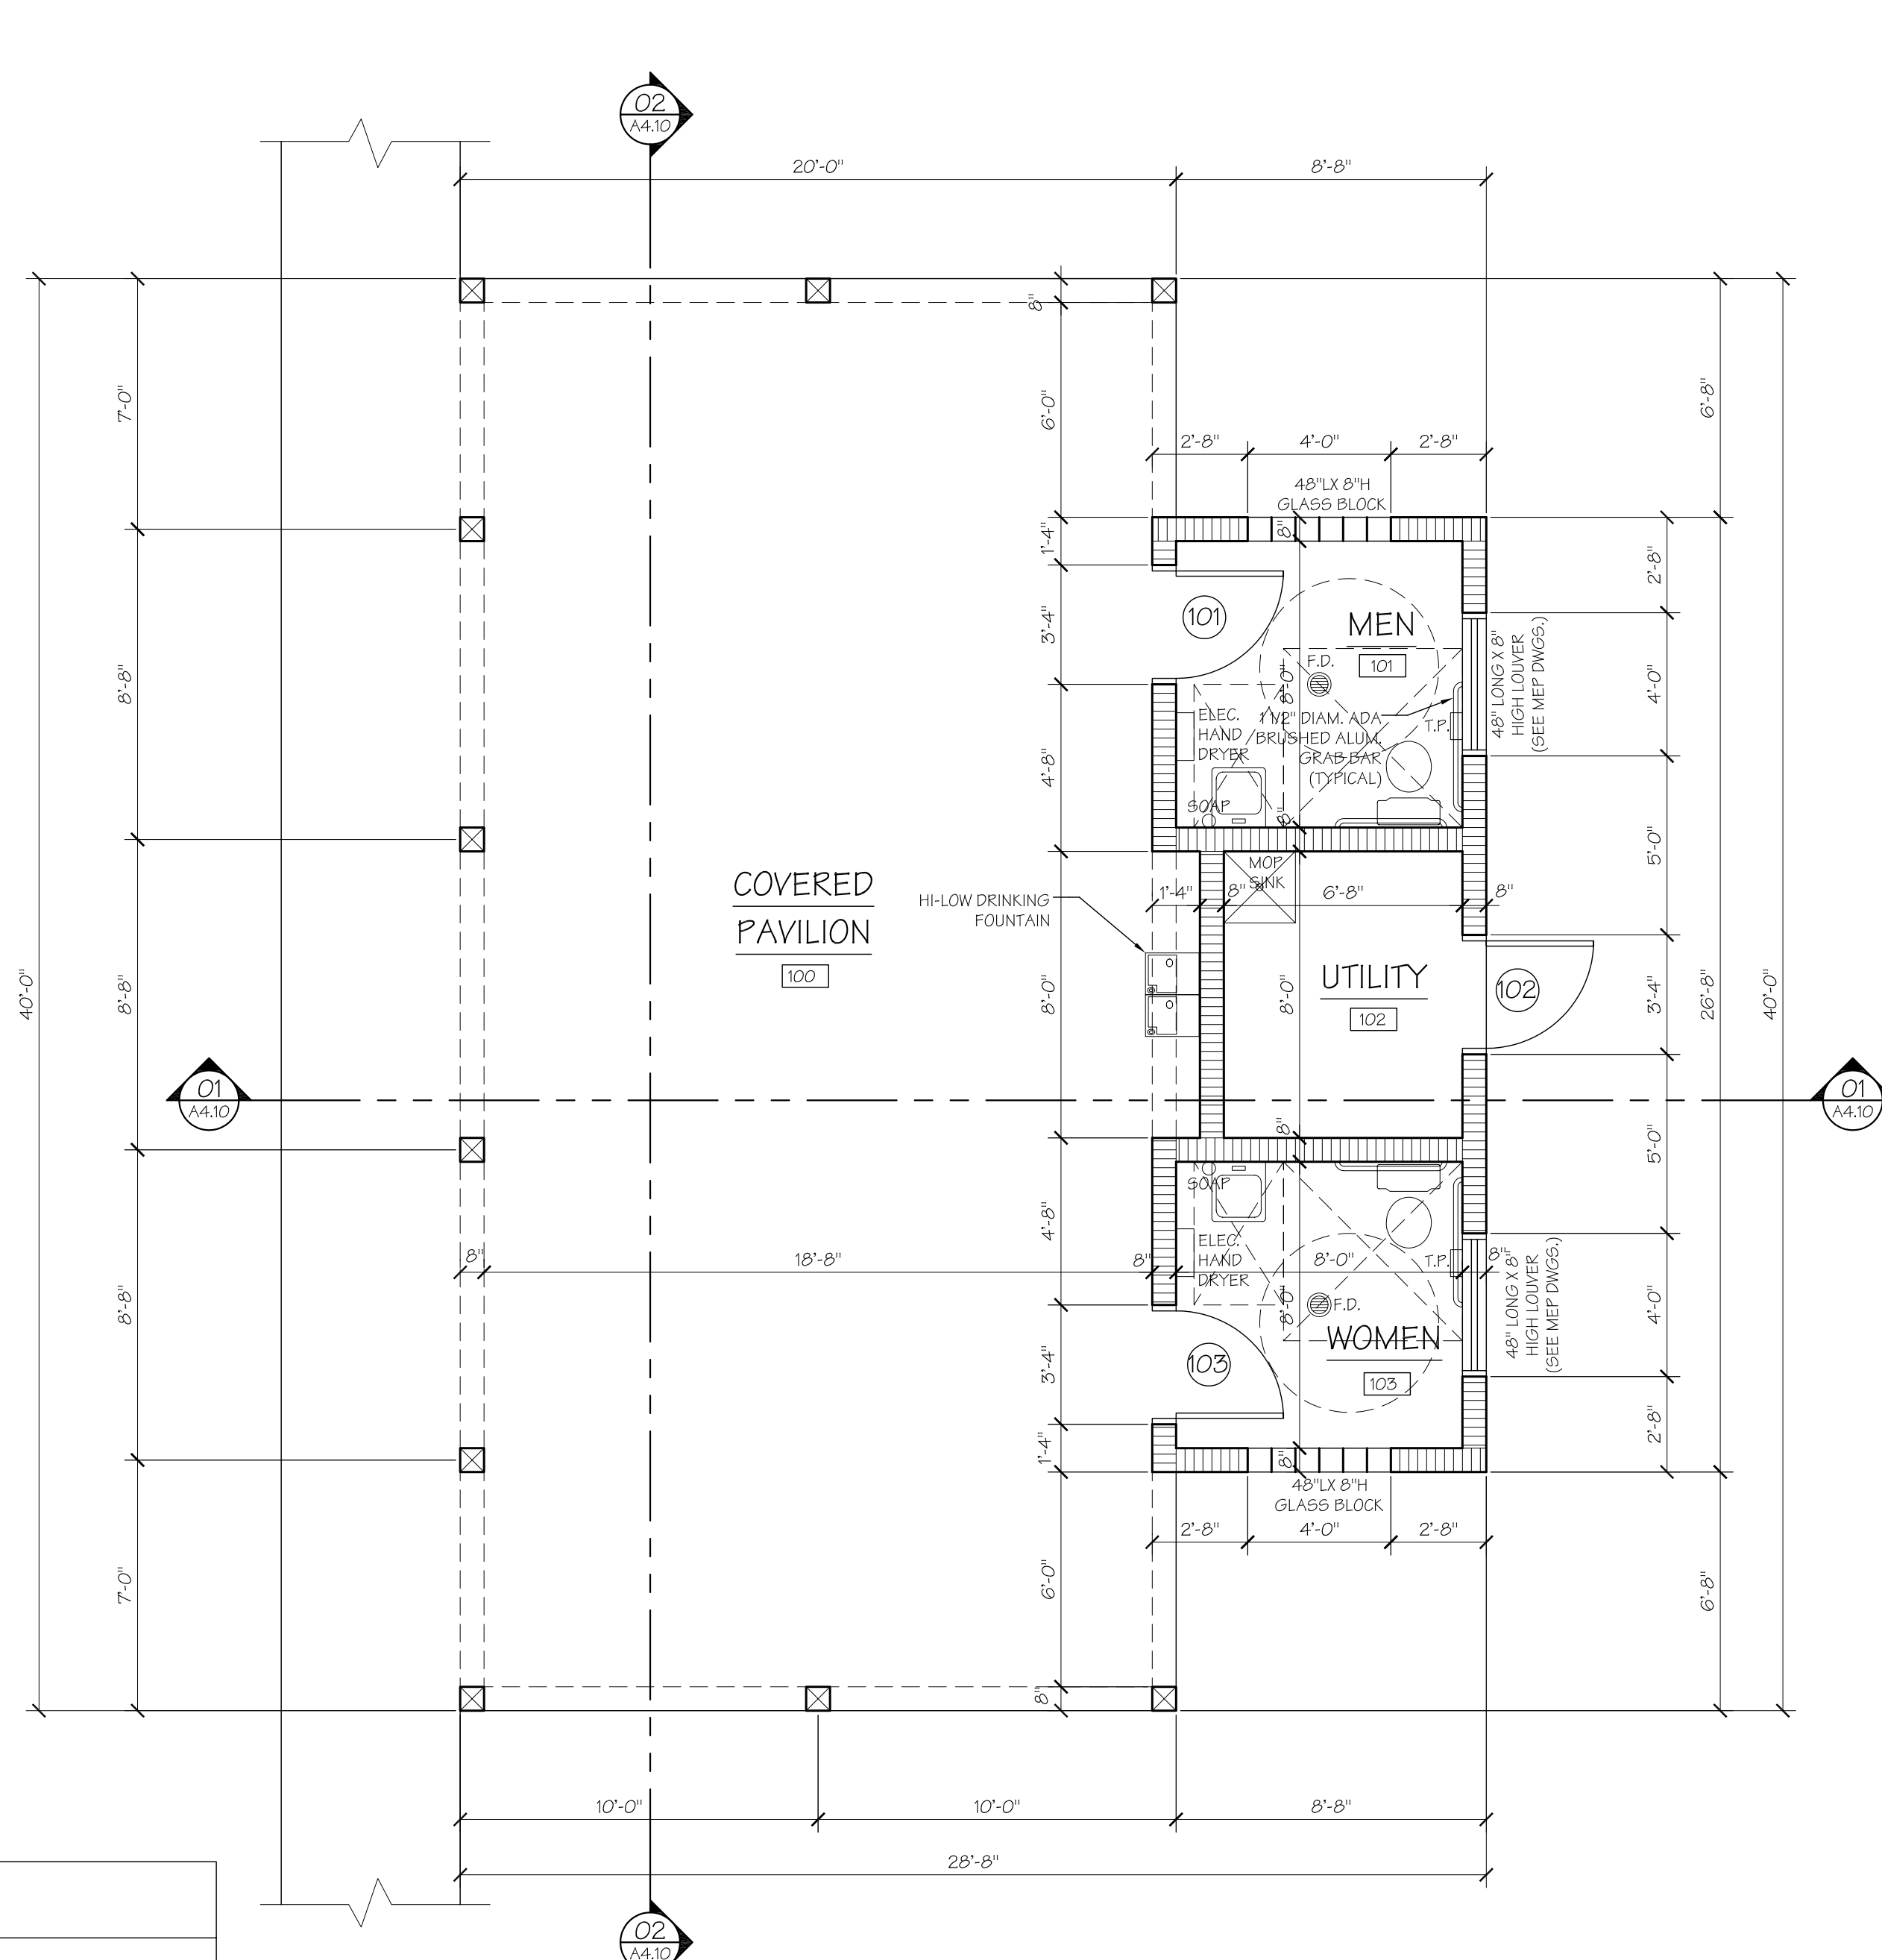 02
A4.10
20'-0"
8'-8"
8"
7'-0"
6'-0"
6'-8"
2'-8"
4'-0"
2'-8"
48"LX 8"H
GLASS BLOCK
8"
1'-4"
2'-8"
101
MEN
101
3'-4"
F.D.
8'-0"
8'-8"
48" LONG X 8"
HIGH LOUVER
(SEE MEP DWGS.)
4'-0"
ELEC.
HAND
DRYER
1 1/2" DIAM. ADA
BRUSHED ALUM.
GRAB BAR
(TYPICAL)
T.P.
4'-8"
SOAP
8"
5'-0"
MOP
SINK
COVERED
PAVILION
100
HI-LOW DRINKING
FOUNTAIN
1'-4"
8"
6'-8"
8"
40'-0"
8'-8"
8'-0"
8'-0"
UTILITY
102
102
3'-4"
26'-8"
40'-0"
01
A4.10
01
A4.10
8"
5'-0"
SOAP
4'-8"
ELEC.
HAND
DRYER
8"
18'-8"
8"
8'-0"
T.P.
8"
8'-8"
8'-0"
F.D.
48" LONG X 8"
HIGH LOUVER
(SEE MEP DWGS.)
4'-0"
WOMEN
103
103
3'-4"
1'-4"
8"
2'-8"
48"LX 8"H
GLASS BLOCK
2'-8"
4'-0"
2'-8"
7'-0"
6'-0"
6'-8"
8"
10'-0"
10'-0"
8'-8"
28'-8"
02
A4.10